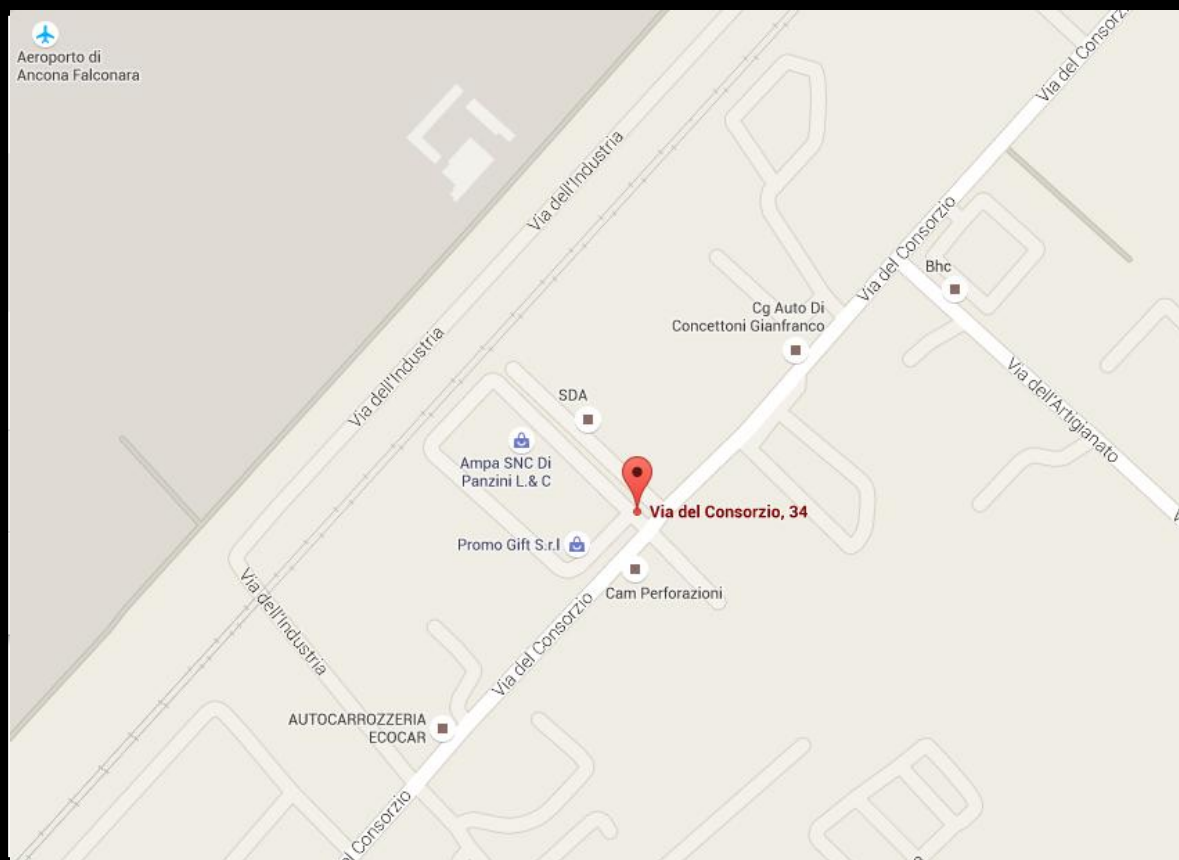 Aeroporto di
Ancona Falconara
Via del Consorzio
Via dell'Industria
Via del Consorzio
Bhc
Cg Auto Di
Concettoni Gianfranco
Via dell'Industria
Via dell'Artigianato
SDA
Ampa SNC Di
Panzini L.& C
Via del Consorzio, 34
Promo Gift S.r.l
Cam Perforazioni
Via dell'Industria
Via del Consorzio
AUTOCARROZZERIA
ECOCAR
el Consorzio